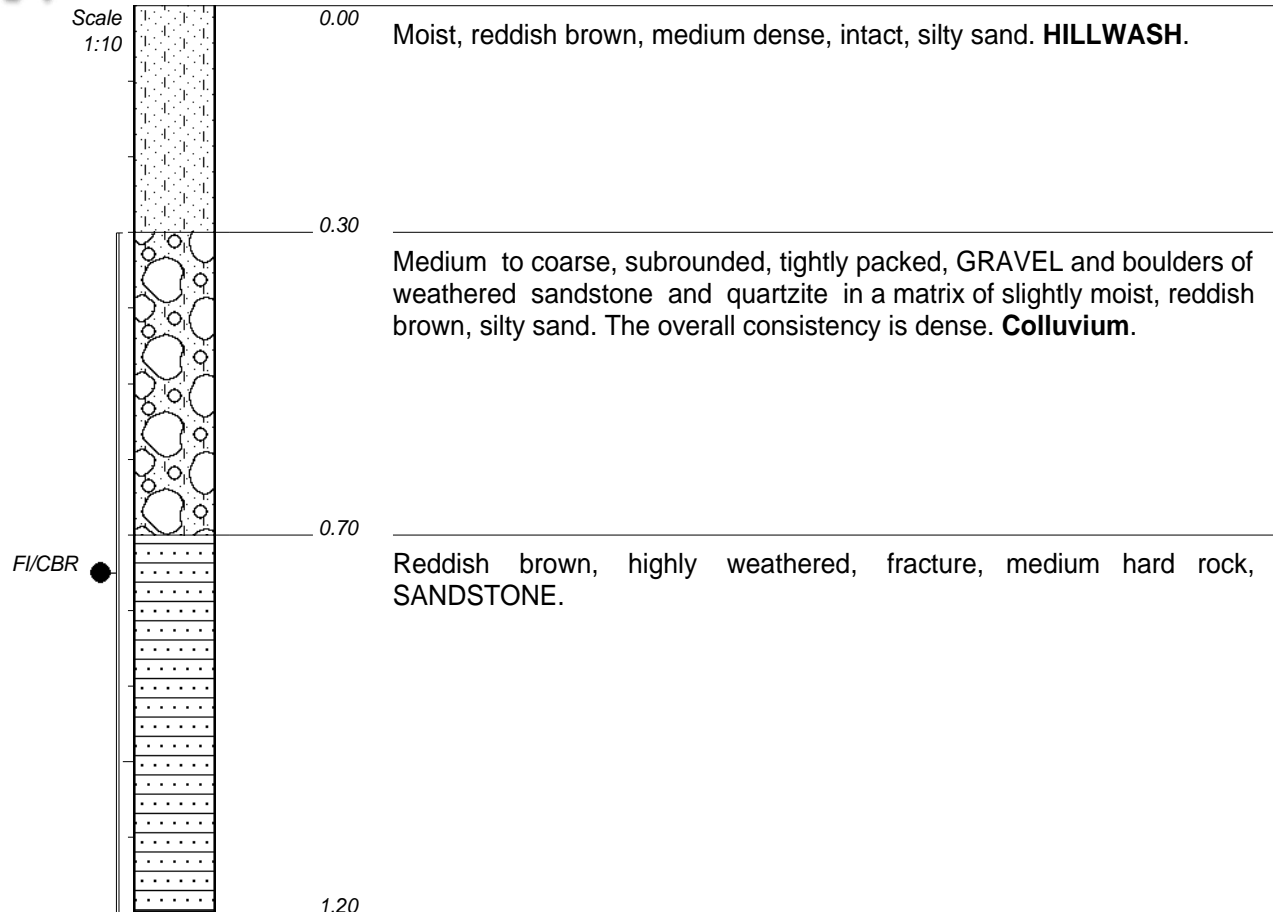 Scale
1:10
0.00
Moist, reddish brown, medium dense, intact, silty sand. HILLWASH.
0.30
Medium to coarse, subrounded, tightly packed, GRAVEL and boulders of
weathered sandstone and quartzite in a matrix of slightly moist, reddish
brown, silty sand. The overall consistency is dense. Colluvium.
0.70
FI/CBR
Reddish brown, highly weathered, fracture, medium hard rock,
SANDSTONE.
1.20